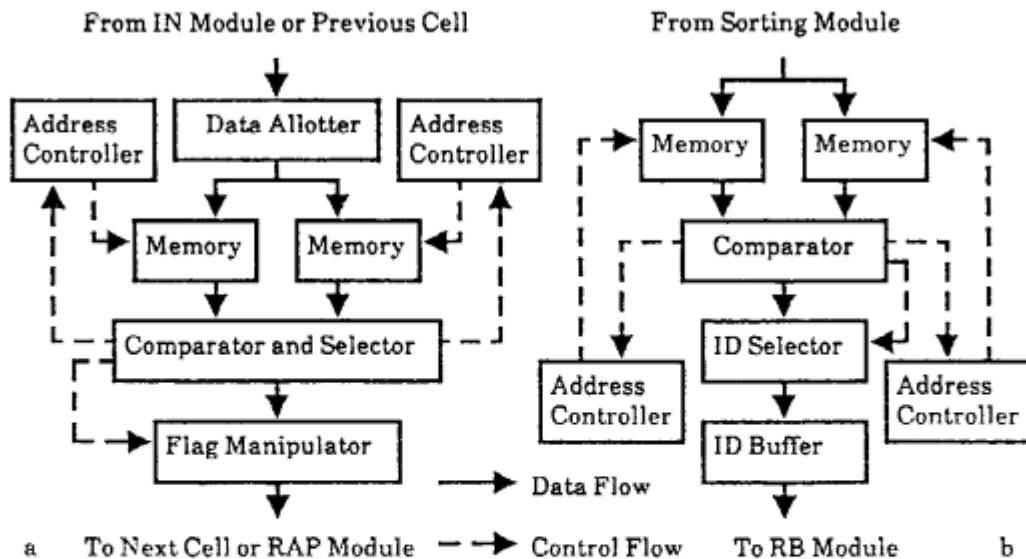 From IN Module or Previous Cell
Address
Controller
Data Allotter
Address
Controller
Memory
Memory
Comparator and Selector
Flag Manipulator
a
To Next Cell or RAP Module
From Sorting Module
Memory
Memory
Comparator
ID Selector
Address
Controller
Address
Controller
ID Buffer
Data Flow
Control Flow
To RB Module
b